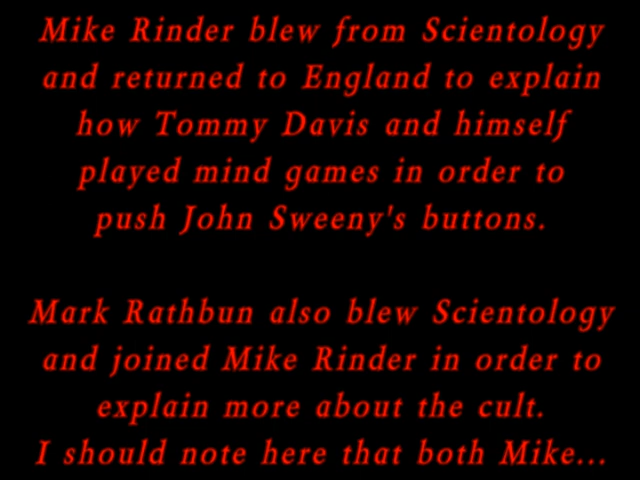 Mike Rinder blew from Scientology
and returned to England to explain
how Tommy Davis and himself
played mind games in order to
push John Sweeny's buttons.
Mark Rathbun also blew Scientology
and joined Mike Rinder in order to
explain more about the cult.
I should note here that both Mike...